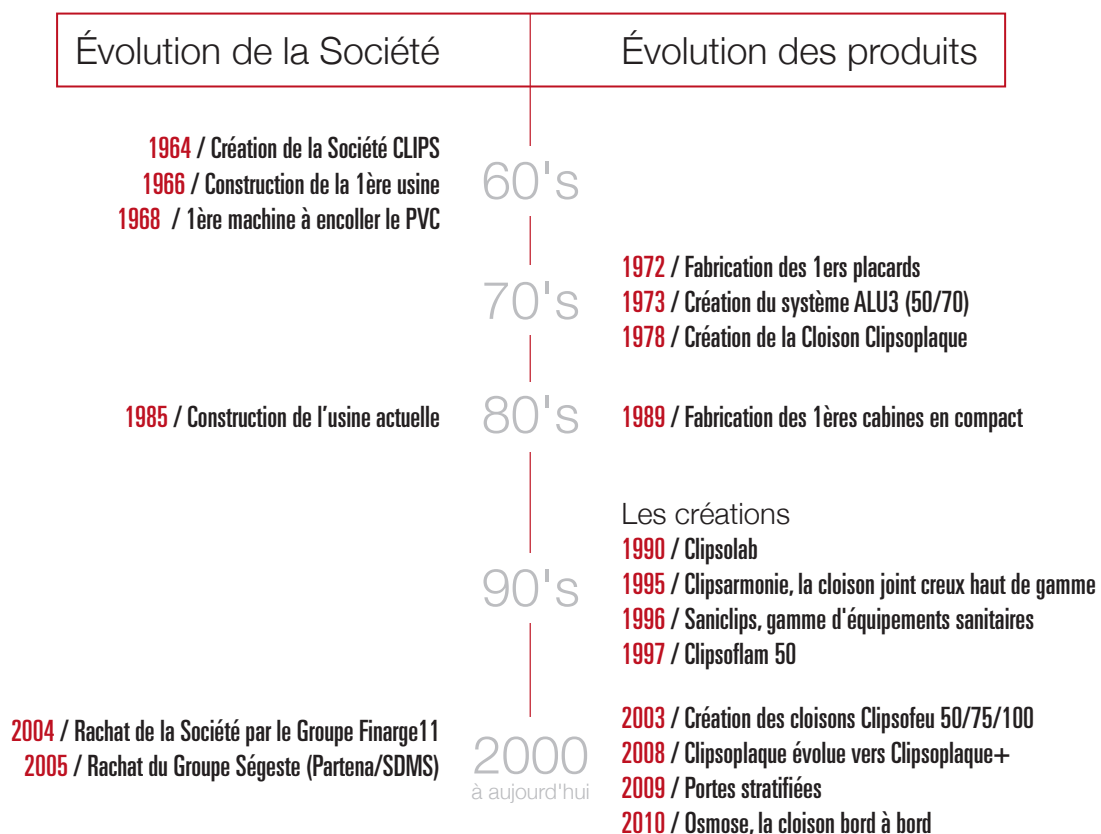 Évolution de la Société
Évolution des produits
1964 / Création de la Société CLIPS
1966 / Construction de la 1ère usine
1968 / 1ère machine à encoller le PVC
60's
70's
1972 / Fabrication des 1ers placards
1973 / Création du système ALU3 (50/70)
1978 / Création de la Cloison Clipsoplaque
1985 / Construction de l'usine actuelle
80's
1989 / Fabrication des 1ères cabines en compact
90's
Les créations
1990 / Clipsolab
1995 / Clipsarmonie, la cloison joint creux haut de gamme
1996 / Saniclips, gamme d'équipements sanitaires
1997 / Clipsoflam 50
2004 / Rachat de la Société par le Groupe Finarge11
2005 / Rachat du Groupe Ségeste (Partena/SDMS)
2000
à aujourd'hui
2003 / Création des cloisons Clipsofeu 50/75/100
2008 / Clipsoplaque évolue vers Clipsoplaque+
2009 / Portes stratifiées
2010 / Osmose, la cloison bord à bord